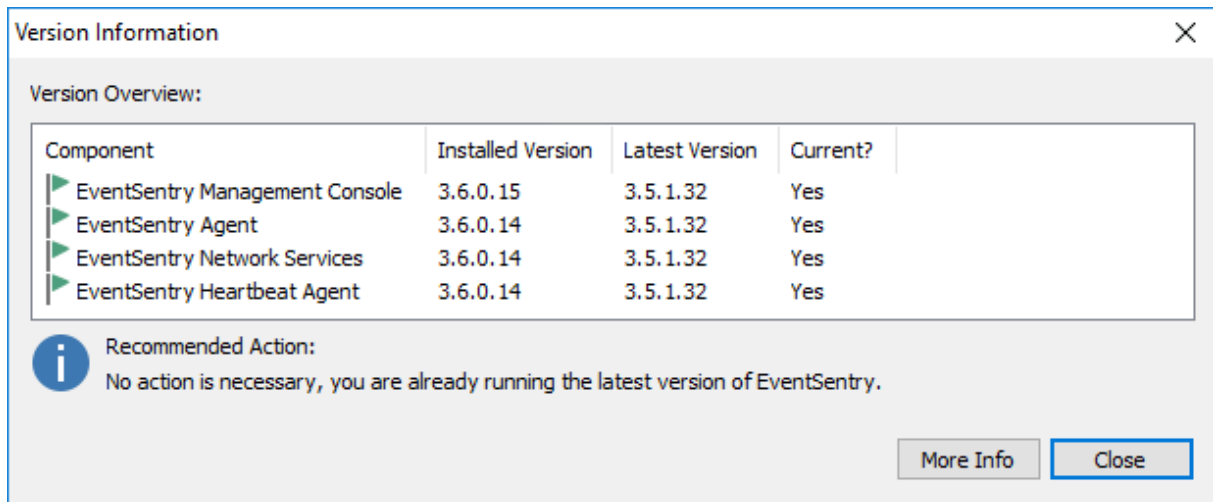 Version Information
Version Overview:
Component Installed Version Latest Version Current?
EventSentry Management Console 3.6.0.15 3.5.1.32 Yes
EventSentry Agent 3.6.0.14 3.5.1.32 Yes
EventSentry Network Services 3.6.0.14 3.5.1.32 Yes
EventSentry Heartbeat Agent 3.6.0.14 3.5.1.32 Yes
Recommended Action:
No action is necessary, you are already running the latest version of EventSentry.
More Info Close